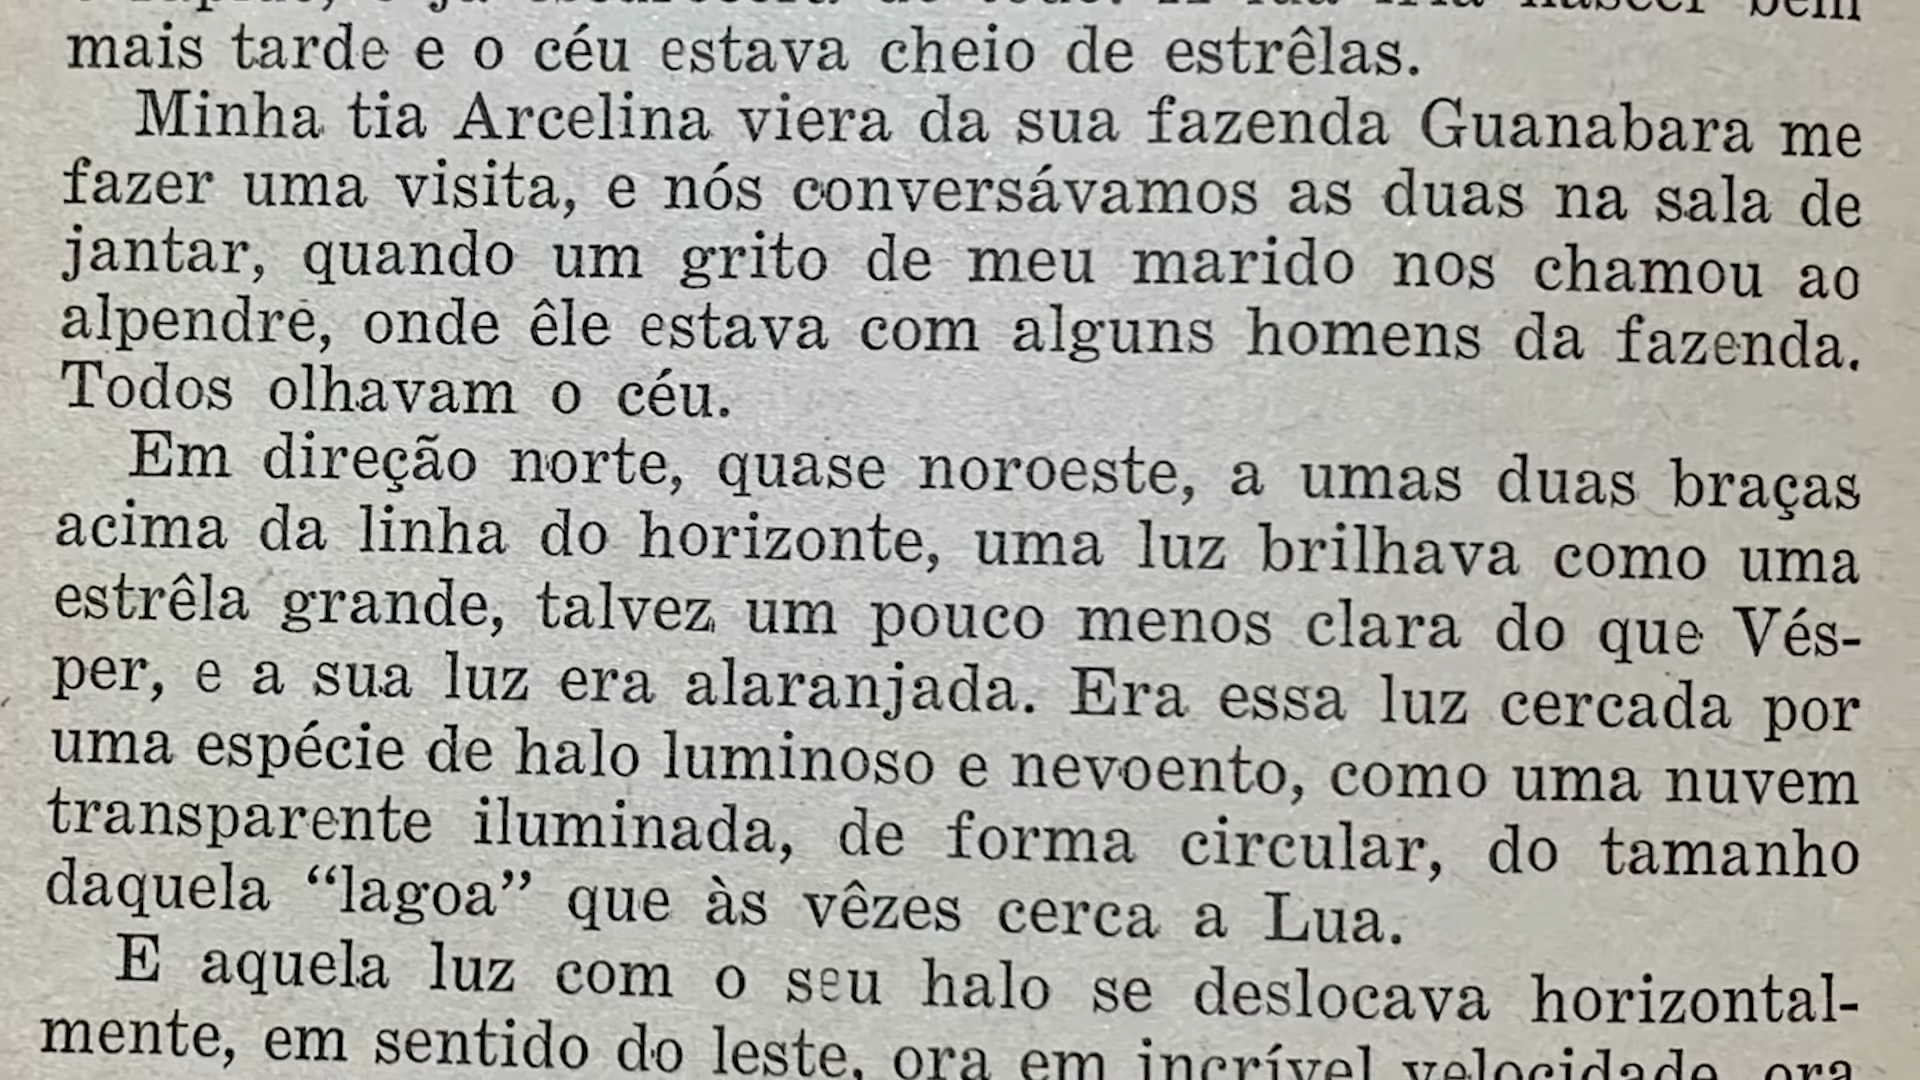 mais tarde e o céu estava cheio de estrêlas.
Minha tia Arcelina viera da sua fazenda Guanabara me
fazer uma visita, e nós conversávamos as duas na sala de
jantar, quando um grito de meu marido nos chamou ao
alpendre, onde êle estava com alguns homens da fazenda.
Todos olhavam o céu.
Em direção norte, quase noroeste, a umas duas braças
acima da linha do horizonte, uma luz brilhava como uma
estrêla grande, talvez um pouco menos clara do que Vés-
per, e a sua luz era alaranjada. Era essa luz cercada por
uma espécie de halo luminoso e nevoento, como uma nuvem
transparente iluminada, de forma circular, do tamanho
daquela “lagoa” que às vêzes cerca a Lua.
E aquela luz com o seu halo se deslocava horizontal-
mente, em sentido do leste, ora em incrível velocidade, ora